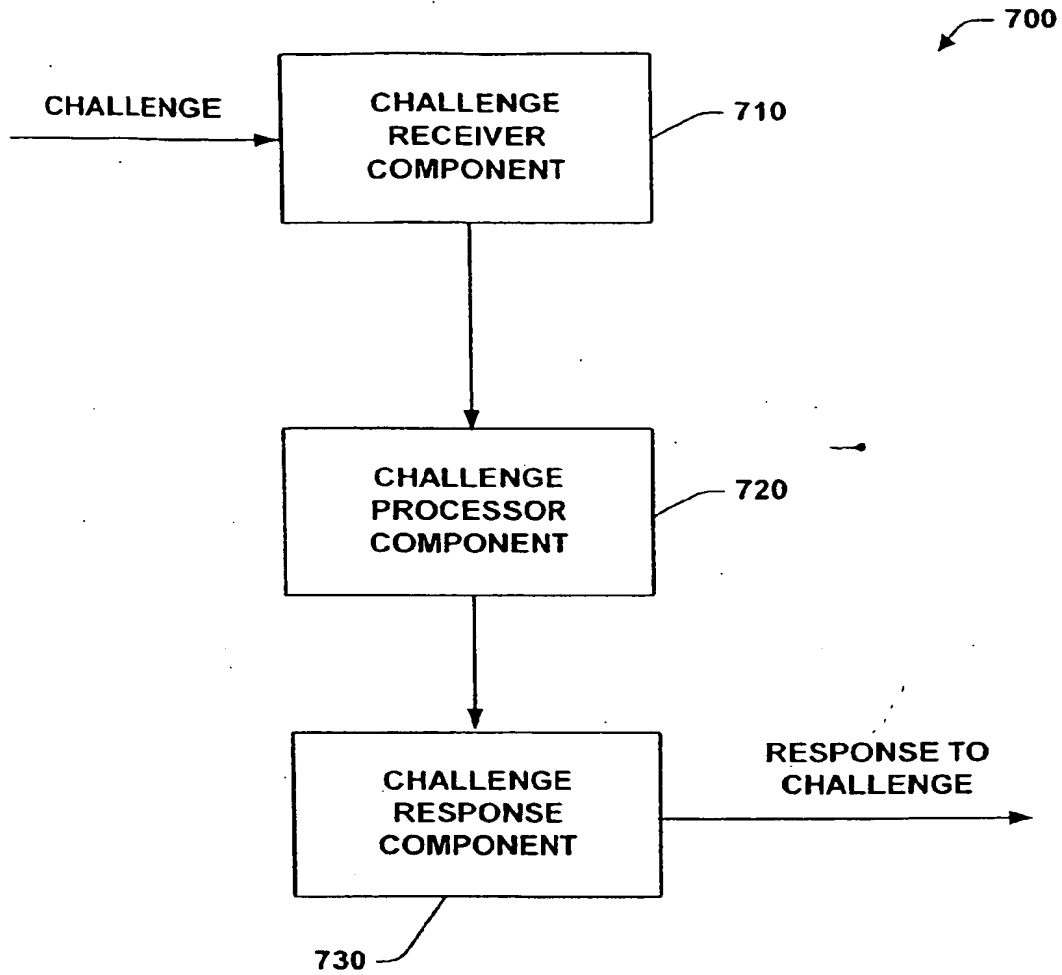 700
CHALLENGE
CHALLENGE
RECEIVER
COMPONENT
710
CHALLENGE
PROCESSOR
COMPONENT
720
CHALLENGE
RESPONSE
COMPONENT
RESPONSE TO
CHALLENGE
730